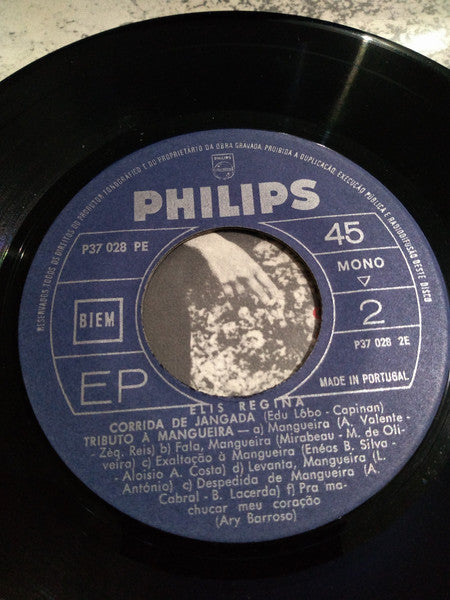 RESERVADOS TODOS OS DIREITOS DO PRODUTOR FONOGRÁFICO E DO PROPRIETÁRIO DA OBRA GRAVADA. PROIBIDA A DUPLICAÇÃO, EXECUÇÃO PÚBLICA E RADIODIFUSÃO DESTE DISCO
PHILIPS
PHILIPS
P37 028 PE
45
MONO
BIEM
2
P37 028 2E
EP
MADE IN PORTUGAL
ELIS REGINA
CORRIDA DE JANGADA (Edu Lôbo - Capinan)
TRIBUTO À MANGUEIRA — a) Mangueira (A. Valente -
Zéq. Reis) b) Fala, Mangueira (Mirabeau - M. de Oli-
veira) c) Exaltação à Mangueira (Enéas B. Silva -
- Aloísio A. Costa) d) Levanta, Mangueira (L.
António) e) Despedida de Mangueira (A.
Cabral - B. Lacerda) f) Pra ma-
chucar meu coração
(Ary Barroso)